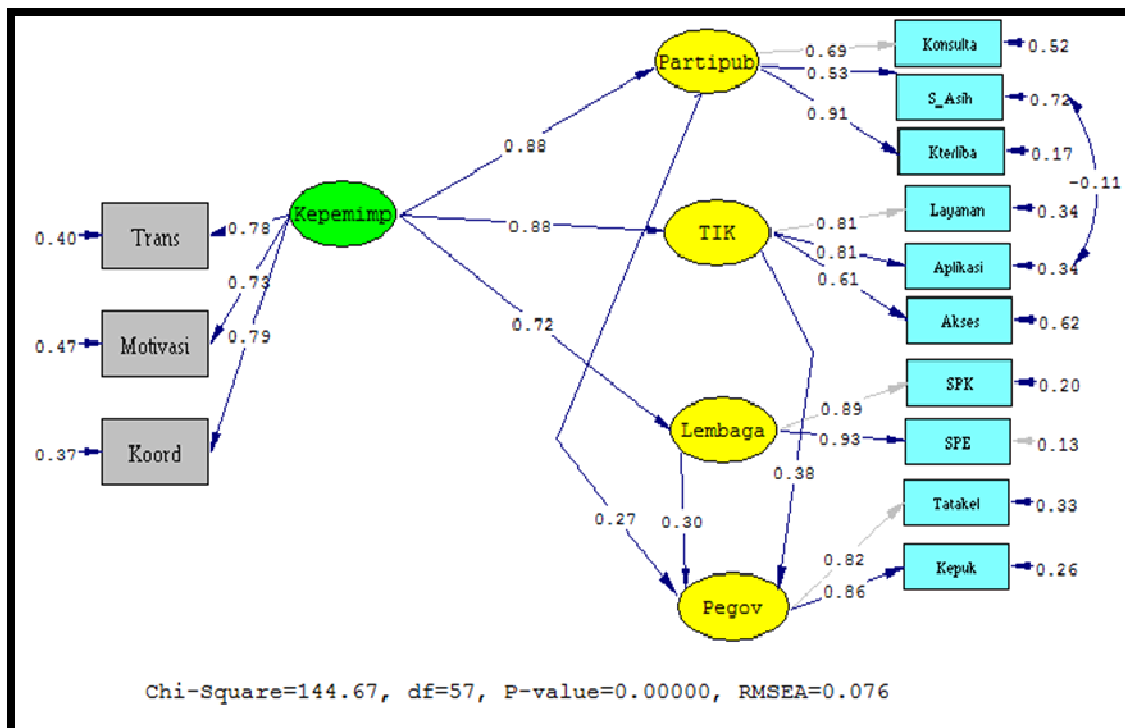 0.69
Konsulta
0.52
Partipub
0.53
S_Asih
0.72
0.91
0.88
Kterliba
0.17
-0.11
Kepemimp
0.81
Layanan
0.34
0.40
Trans
0.78
0.88
TIK
0.81
Aplikasi
0.34
0.73
0.61
Akses
0.62
0.47
Motivasi
0.79
0.72
SPK
0.20
0.89
Lembaga
0.93
SPE
0.13
0.37
Koord
0.38
Tatakel
0.33
0.27
0.30
0.82
Kepuk
0.26
Pegov
0.86
Chi-Square=144.67, df=57, P-value=0.00000, RMSEA=0.076